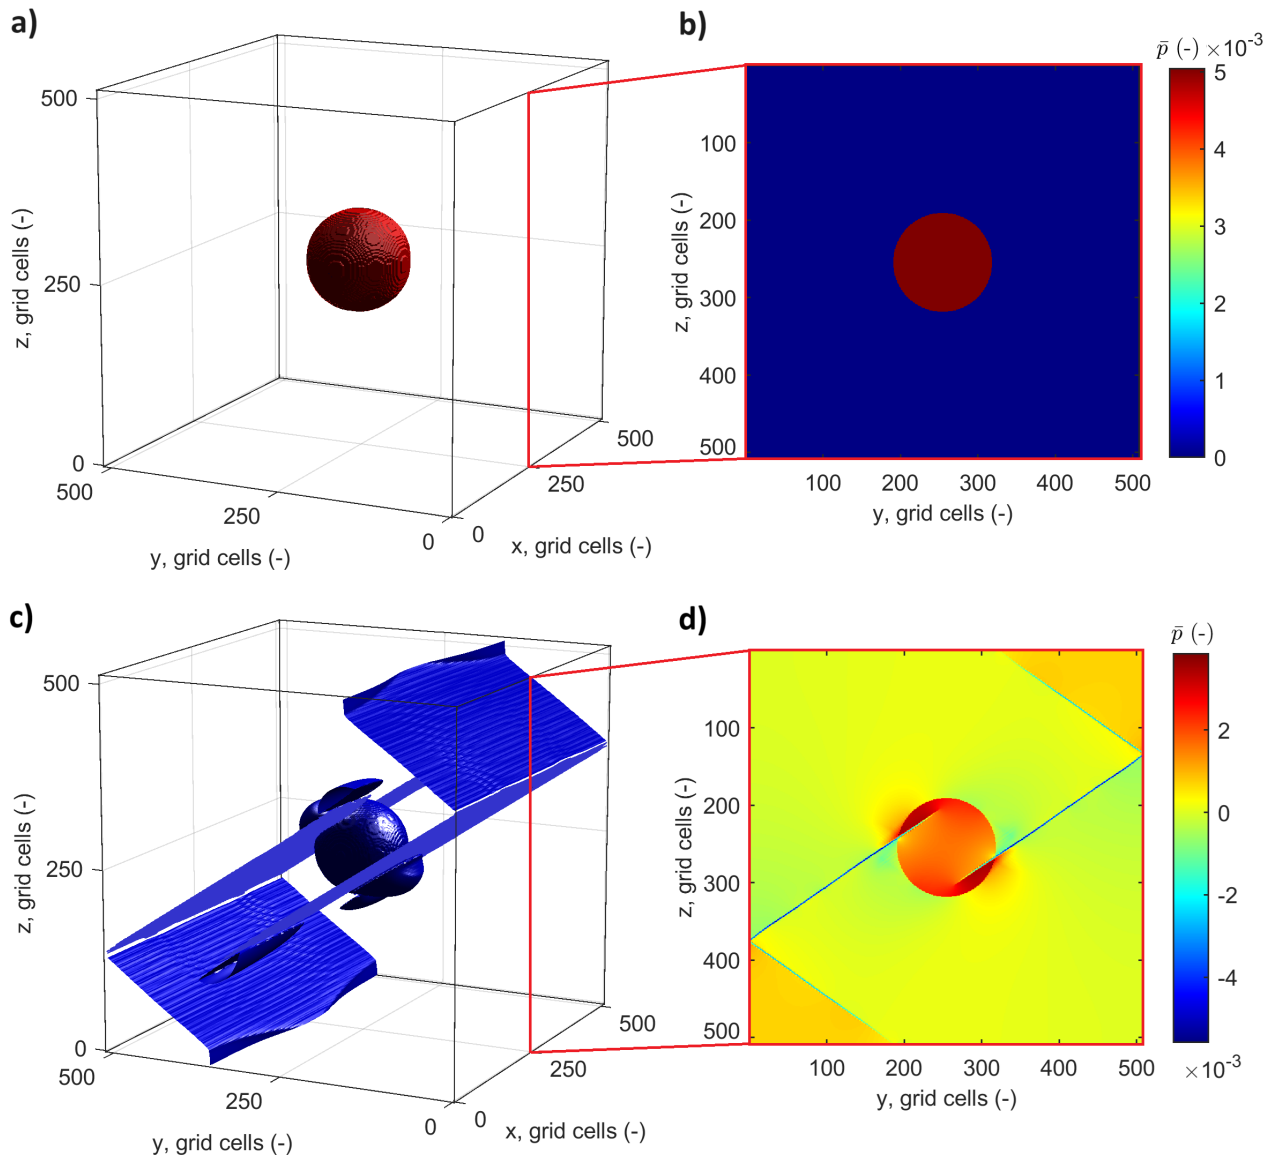 a)
500
250
0
z, grid cells (-)
500
250
0
y, grid cells (-)
0
250
500
x, grid cells (-)
b)
p̄ (-) ×10⁻³
100
200
300
400
500
z, grid cells (-)
100 200 300 400 500
y, grid cells (-)
5
4
3
2
1
0
c)
500
250
0
z, grid cells (-)
500
250
0
y, grid cells (-)
0
250
500
x, grid cells (-)
d)
p̄ (-)
100
200
300
400
500
z, grid cells (-)
100 200 300 400 500
y, grid cells (-)
2
0
-2
-4
×10⁻³